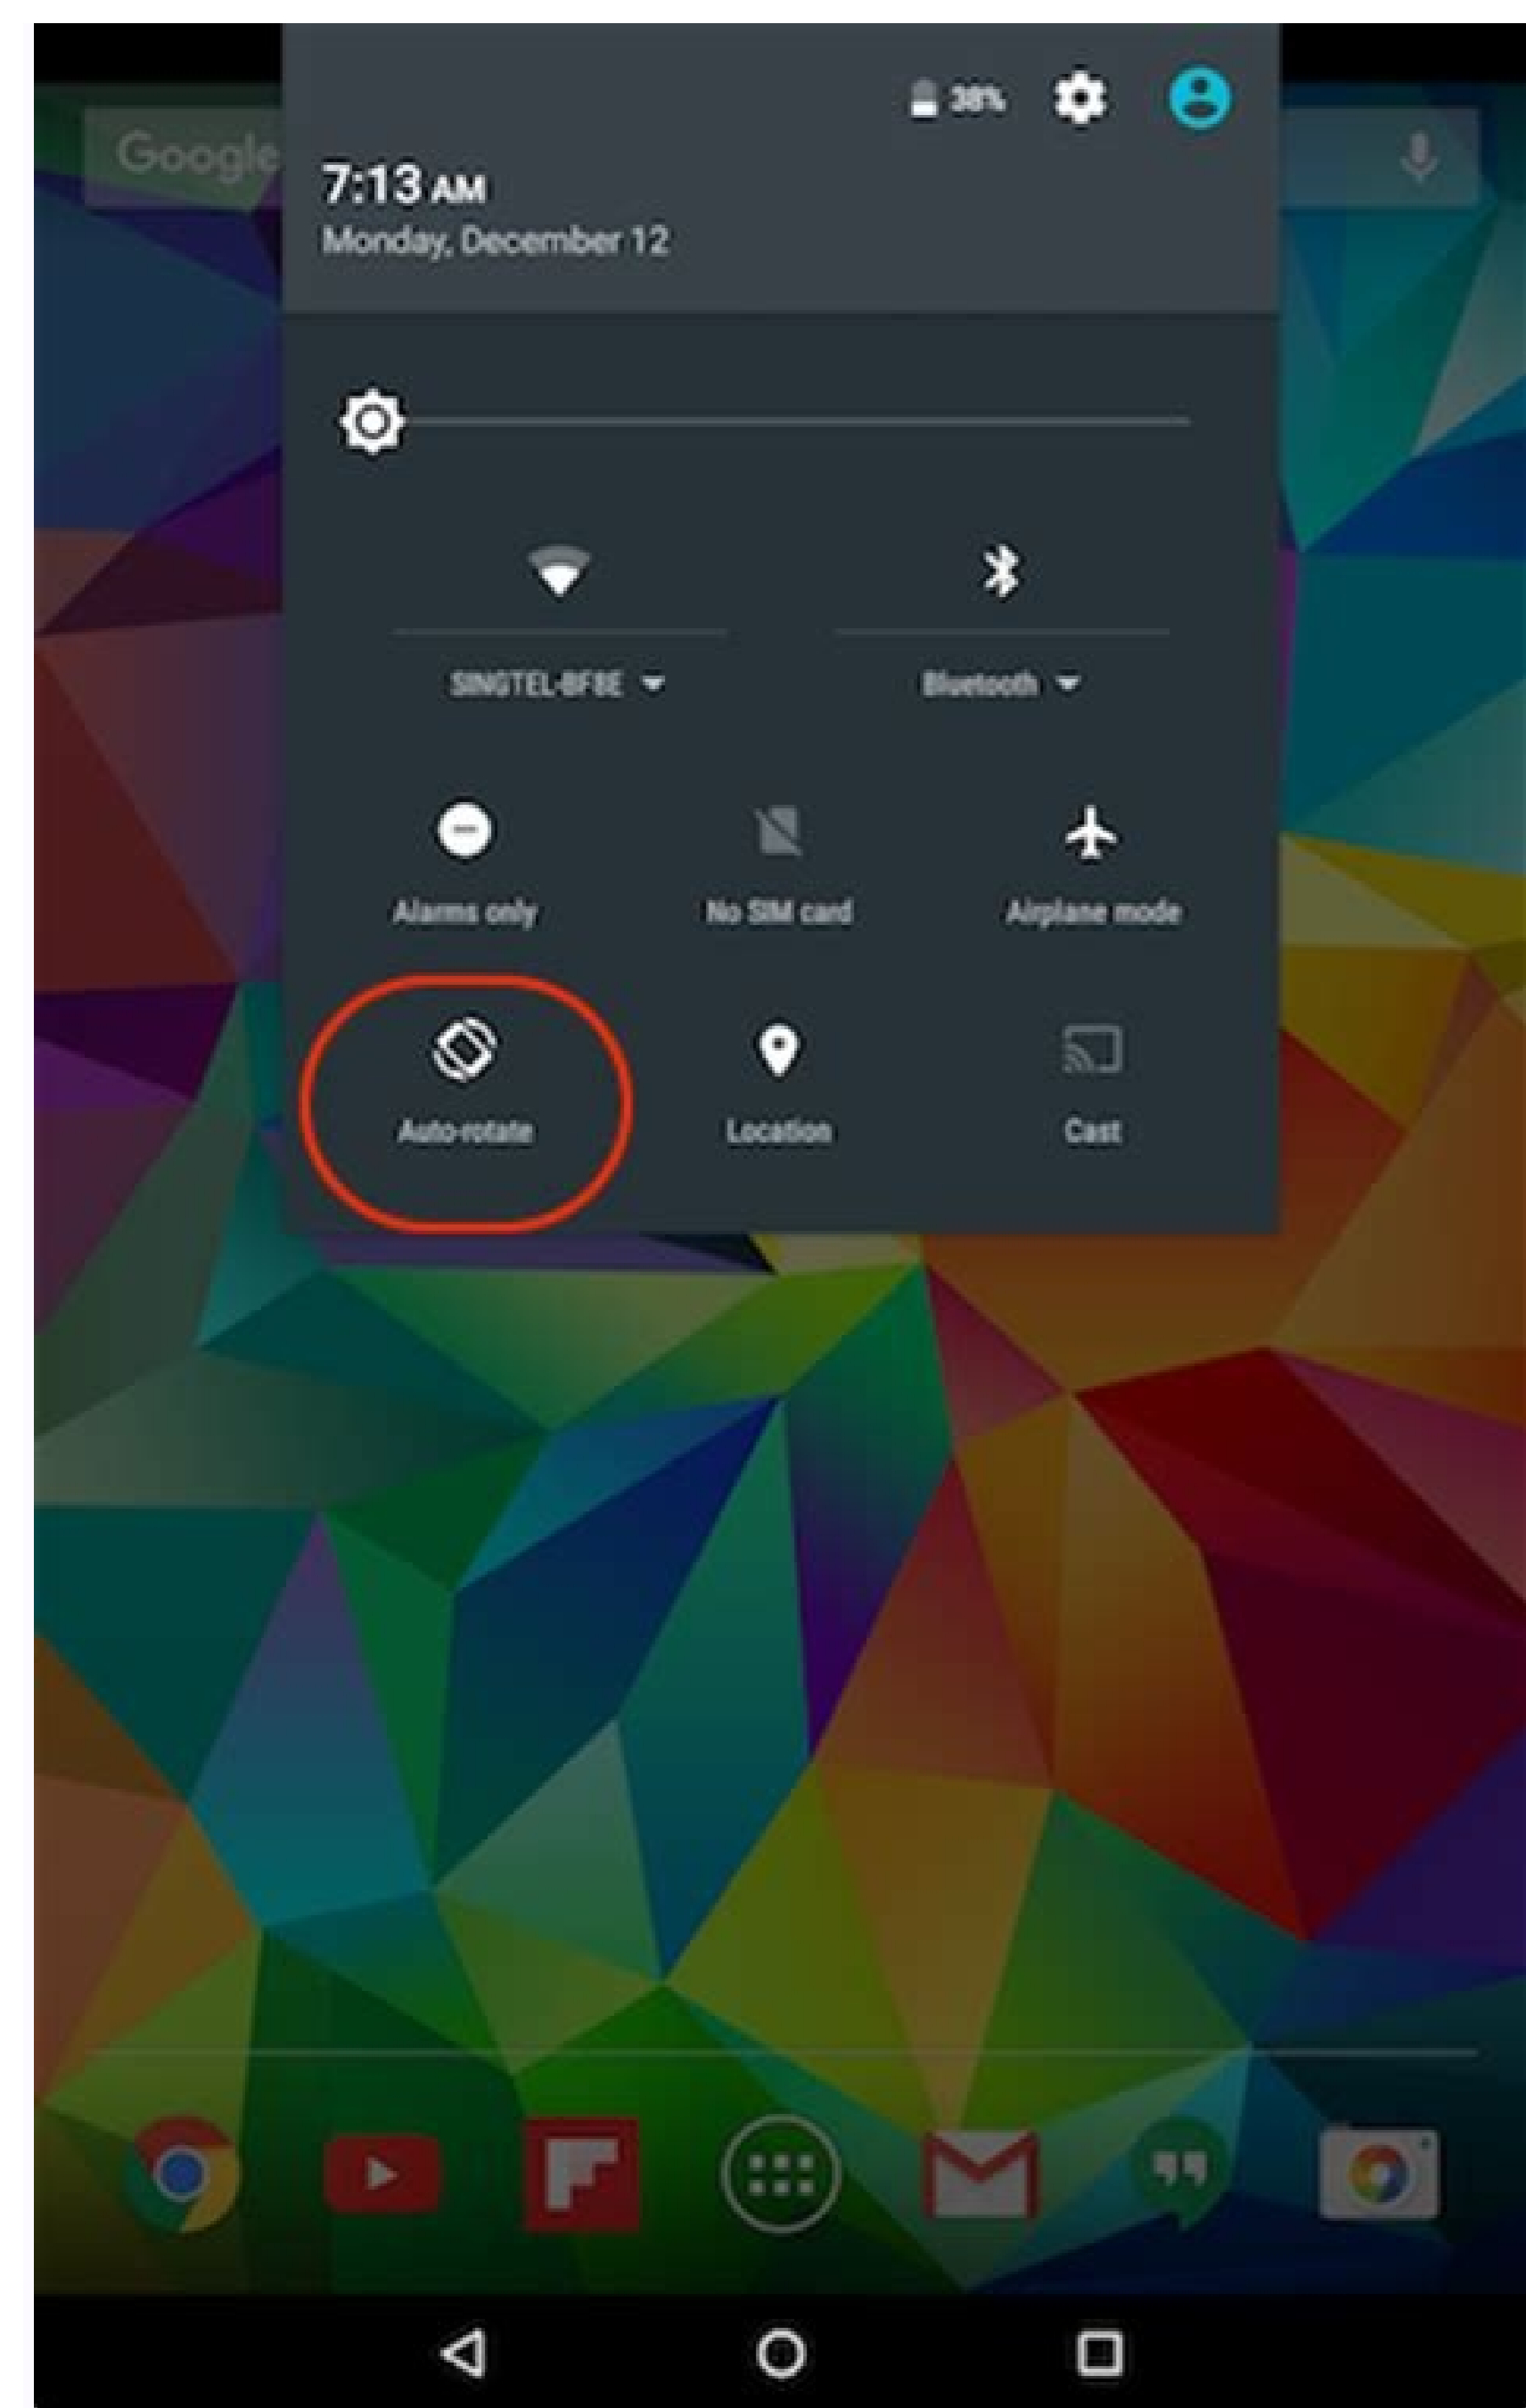 38%
Google
7:13 AM
Monday, December 12
SINGTEL-BF8E Bluetooth
Alarms only No SIM card Airplane mode
Auto-rotate Location Cast